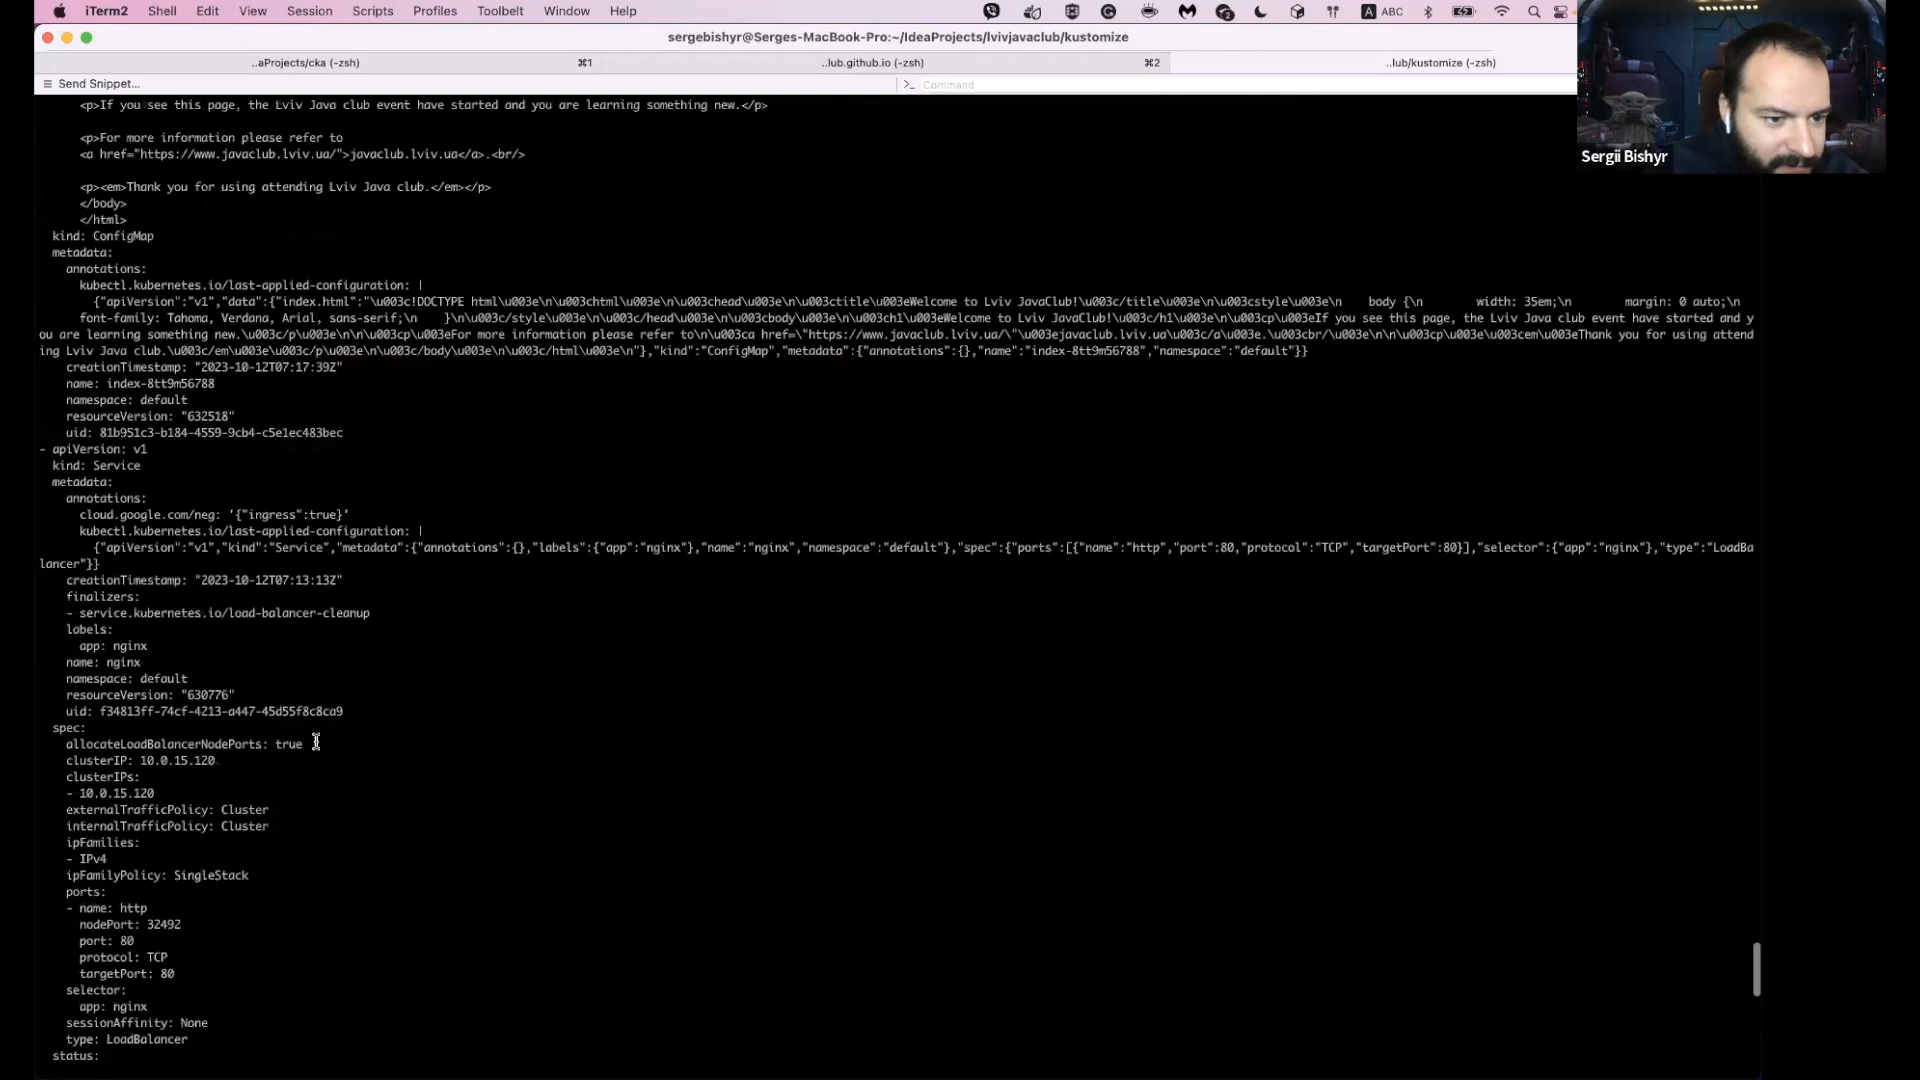 iTerm2 Shell Edit View Session Scripts Profiles Toolbelt Window Help
A ABC
sergebishyr@Serges-MacBook-Pro:~/IdeaProjects/lvivjavaclub/kustomize
..aProjects/cka (-zsh) ⌘1 ..lub.github.io (-zsh) ⌘2 ..lub/kustomize (-zsh)
Send Snippet... Command
<p>If you see this page, the Lviv Java club event have started and you are learning something new.</p>
<p>For more information please refer to
<a href="https://www.javaclub.lviv.ua/">javaclub.lviv.ua</a>.<br/>
<p><em>Thank you for using attending Lviv Java club.</em></p>
</body>
</html>
kind: ConfigMap
metadata:
annotations:
kubectl.kubernetes.io/last-applied-configuration: |
{"apiVersion":"v1","data":{"index.html":"\u003c!DOCTYPE html\u003e\n\u003chtml\u003e\n\u003chead\u003e\n\u003ctitle\u003eWelcome to Lviv JavaClub!\u003c/title\u003e\n\u003cstyle\u003e\n    body {\n        width: 35em;\n        margin: 0 auto;\n
font-family: Tahoma, Verdana, Arial, sans-serif;\n    }\n\u003c/style\u003e\n\u003c/head\u003e\n\u003cbody\u003e\n\u003ch1\u003eWelcome to Lviv JavaClub!\u003c/h1\u003e\n\u003cp\u003eIf you see this page, the Lviv Java club event have started and y
ou are learning something new.\u003c/p\u003e\n\n\u003cp\u003eFor more information please refer to\n\u003ca href=\"https://www.javaclub.lviv.ua/\"\u003ejavaclub.lviv.ua\u003c/a\u003e.\u003cbr/\u003e\n\n\u003cp\u003e\u003cem\u003eThank you for using attend
ing Lviv Java club.\u003c/em\u003e\u003c/p\u003e\n\u003c/body\u003e\n\u003c/html\u003e\n"},"kind":"ConfigMap","metadata":{"annotations":{},"name":"index-8tt9m56788","namespace":"default"}}
creationTimestamp: "2023-10-12T07:17:39Z"
name: index-8tt9m56788
namespace: default
resourceVersion: "632518"
uid: 81b951c3-b184-4559-9cb4-c5e1ec483bec
- apiVersion: v1
kind: Service
metadata:
annotations:
cloud.google.com/neg: '{"ingress":true}'
kubectl.kubernetes.io/last-applied-configuration: |
{"apiVersion":"v1","kind":"Service","metadata":{"annotations":{},"labels":{"app":"nginx"},"name":"nginx","namespace":"default"},"spec":{"ports":[{"name":"http","port":80,"protocol":"TCP","targetPort":80}],"selector":{"app":"nginx"},"type":"LoadBa
lancer"}}
creationTimestamp: "2023-10-12T07:13:13Z"
finalizers:
- service.kubernetes.io/load-balancer-cleanup
labels:
app: nginx
name: nginx
namespace: default
resourceVersion: "630776"
uid: f34813ff-74cf-4213-a447-45d55f8c8ca9
spec:
allocateLoadBalancerNodePorts: true
clusterIP: 10.0.15.120
clusterIPs:
- 10.0.15.120
externalTrafficPolicy: Cluster
internalTrafficPolicy: Cluster
ipFamilies:
- IPv4
ipFamilyPolicy: SingleStack
ports:
- name: http
nodePort: 32492
port: 80
protocol: TCP
targetPort: 80
selector:
app: nginx
sessionAffinity: None
type: LoadBalancer
status:
Sergii Bishyr